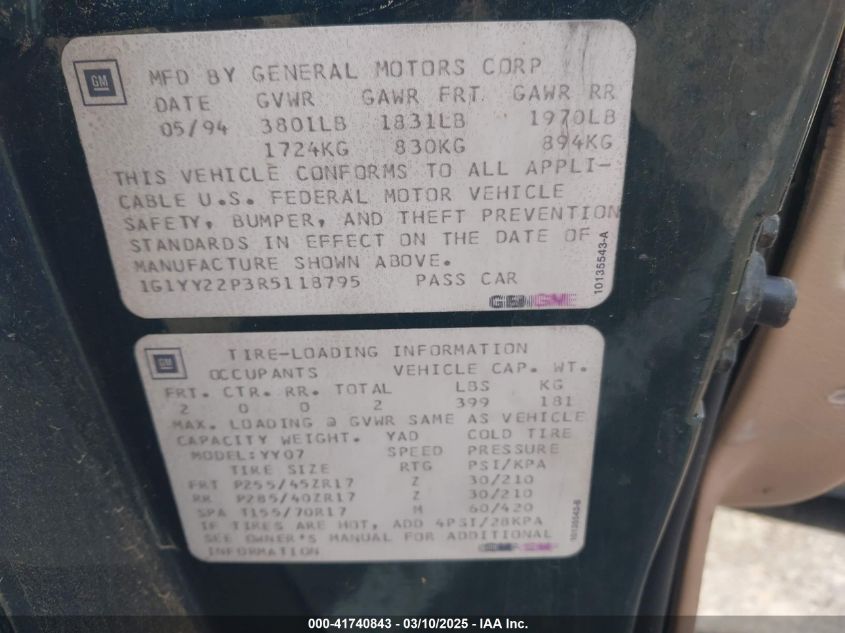 GM
MFD BY GENERAL MOTORS CORP
DATE GVWR GAWR FRT GAWR RR
05/94 3801LB 1831LB 1970LB
1724KG 830KG 894KG
THIS VEHICLE CONFORMS TO ALL APPLI-
CABLE U.S. FEDERAL MOTOR VEHICLE
SAFETY, BUMPER, AND THEFT PREVENTION
STANDARDS IN EFFECT ON THE DATE OF
MANUFACTURE SHOWN ABOVE.
1G1YY22P3R5118795 PASS CAR
10135543-A
GM
TIRE-LOADING INFORMATION
OCCUPANTS VEHICLE CAP. WT.
FRT. CTR. RR. TOTAL LBS KG
2 0 0 2 399 181
MAX. LOADING @ GVWR SAME AS VEHICLE
CAPACITY WEIGHT. YAD COLD TIRE
MODEL:YY07 SPEED PRESSURE
TIRE SIZE RTG PSI/KPA
FRT P255/45ZR17 Z 30/210
RR P285/40ZR17 Z 30/210
SPA T155/70R17 M 60/420
IF TIRES ARE HOT, ADD 4PSI/28KPA
SEE OWNER'S MANUAL FOR ADDITIONAL
INFORMATION
000-41740843 — 03/10/2025 — IAA Inc.